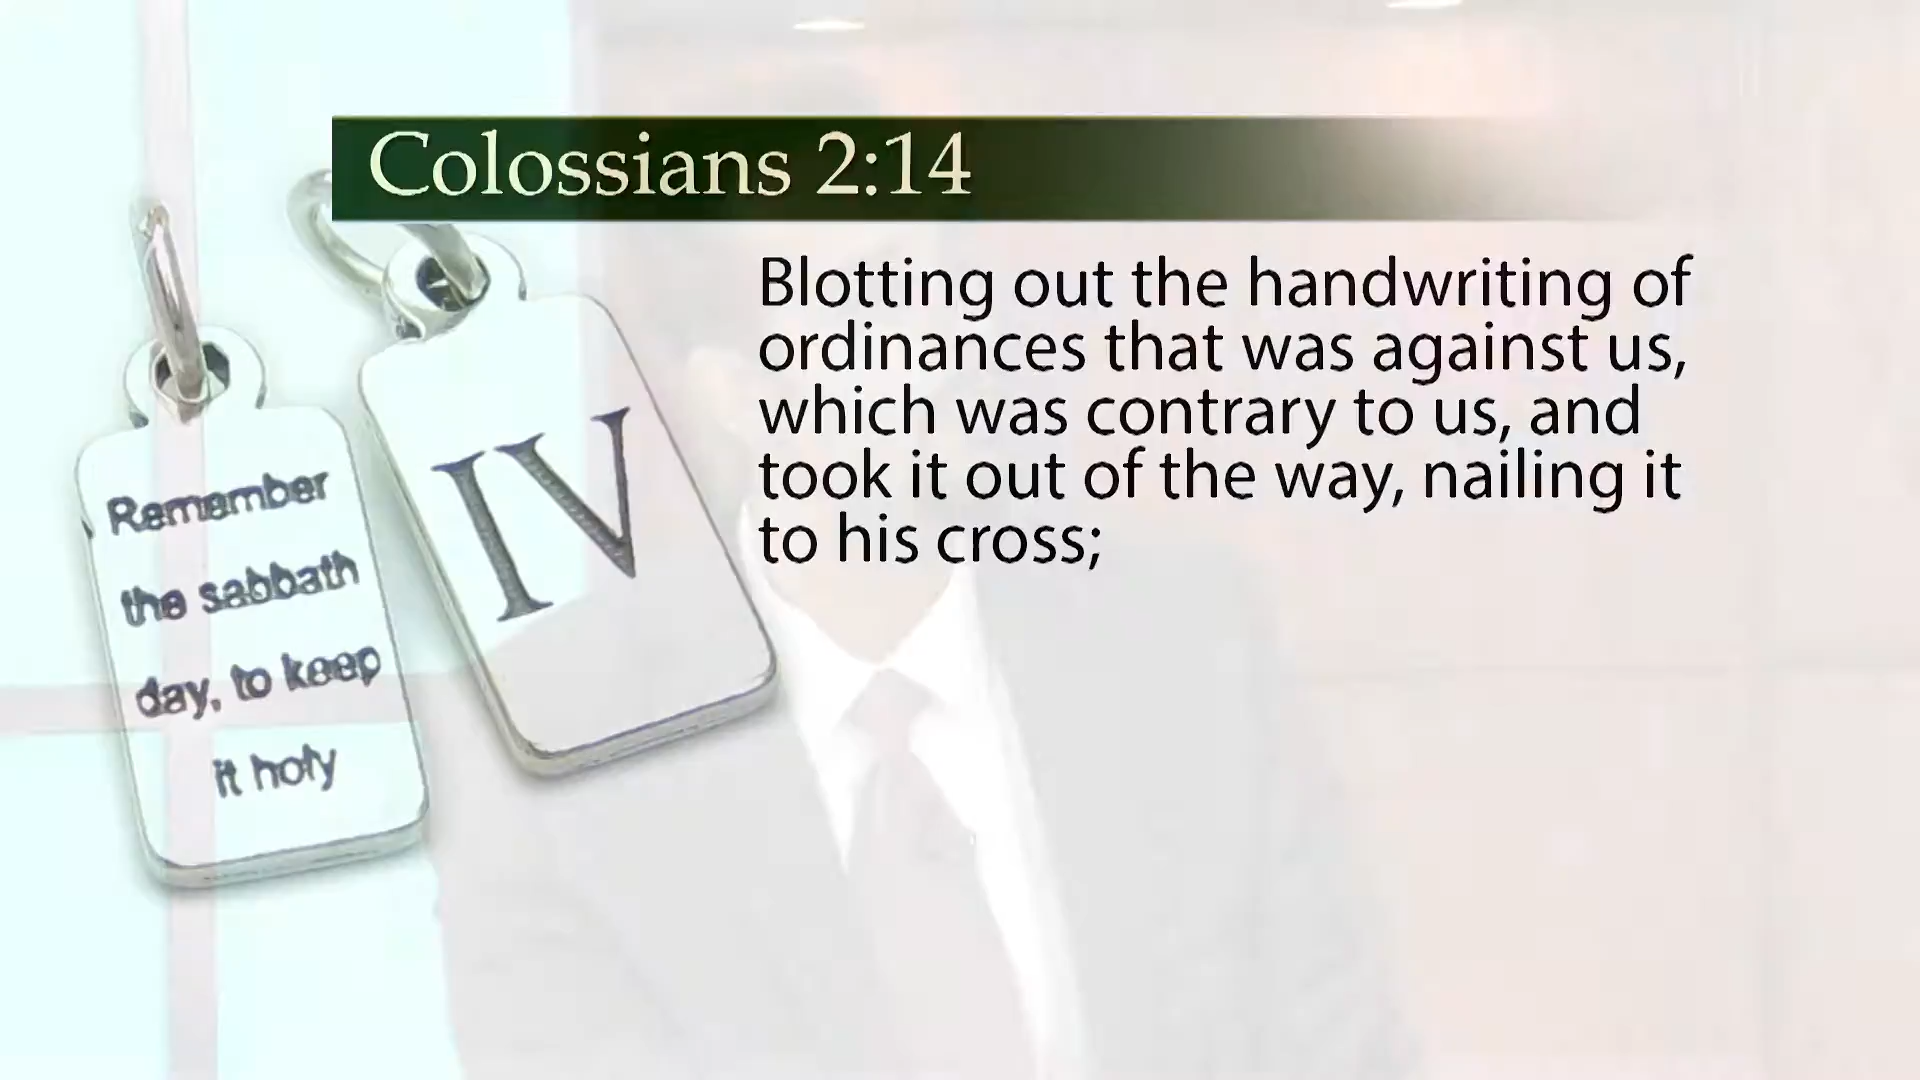 Colossians 2:14
Blotting out the handwriting of
ordinances that was against us,
which was contrary to us, and
took it out of the way, nailing it
to his cross;
IV
Remember
the sabbath
day, to keep
it holy